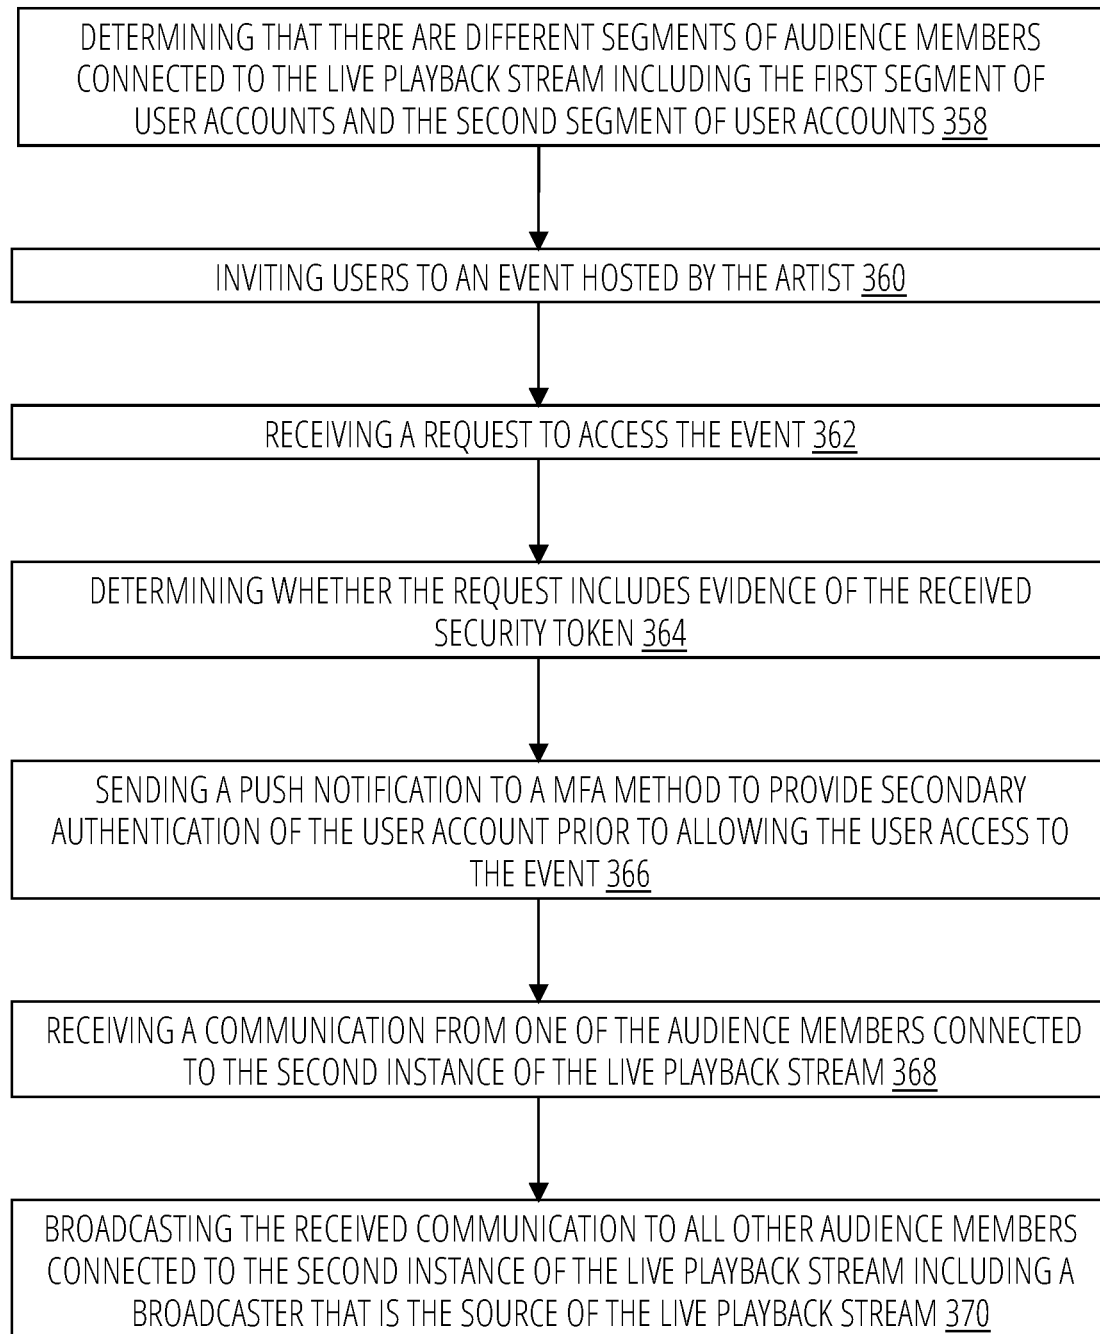 DETERMINING THAT THERE ARE DIFFERENT SEGMENTS OF AUDIENCE MEMBERS
CONNECTED TO THE LIVE PLAYBACK STREAM INCLUDING THE FIRST SEGMENT OF
USER ACCOUNTS AND THE SECOND SEGMENT OF USER ACCOUNTS 358
INVITING USERS TO AN EVENT HOSTED BY THE ARTIST 360
RECEIVING A REQUEST TO ACCESS THE EVENT 362
DETERMINING WHETHER THE REQUEST INCLUDES EVIDENCE OF THE RECEIVED
SECURITY TOKEN 364
SENDING A PUSH NOTIFICATION TO A MFA METHOD TO PROVIDE SECONDARY
AUTHENTICATION OF THE USER ACCOUNT PRIOR TO ALLOWING THE USER ACCESS TO
THE EVENT 366
RECEIVING A COMMUNICATION FROM ONE OF THE AUDIENCE MEMBERS CONNECTED
TO THE SECOND INSTANCE OF THE LIVE PLAYBACK STREAM 368
BROADCASTING THE RECEIVED COMMUNICATION TO ALL OTHER AUDIENCE MEMBERS
CONNECTED TO THE SECOND INSTANCE OF THE LIVE PLAYBACK STREAM INCLUDING A
BROADCASTER THAT IS THE SOURCE OF THE LIVE PLAYBACK STREAM 370